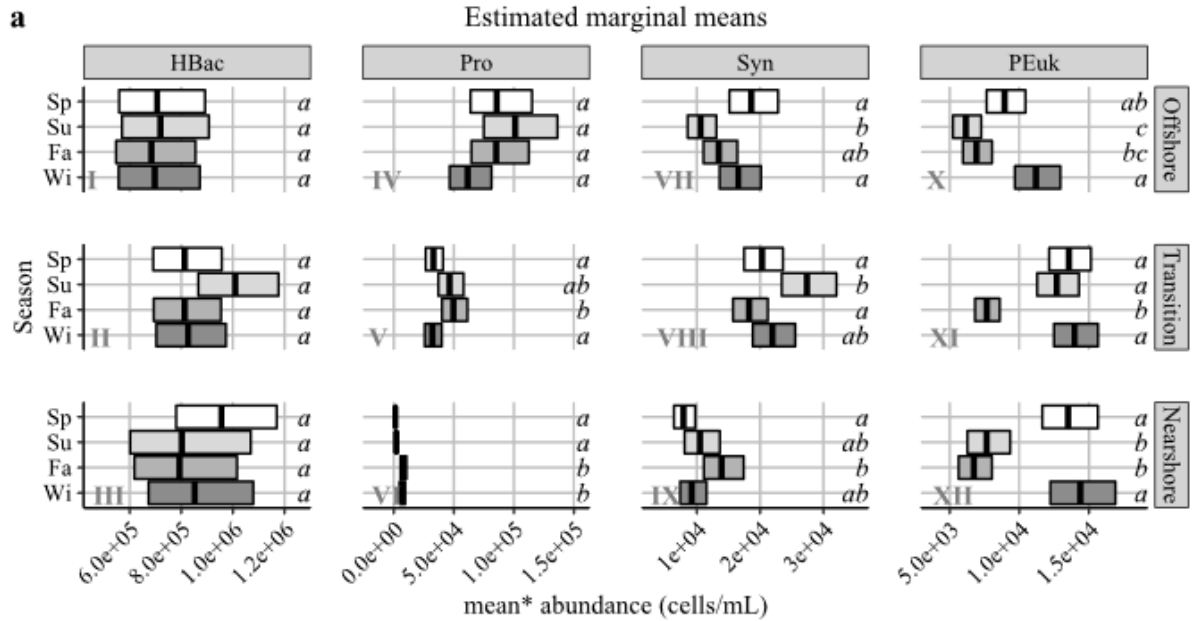 a
Estimated marginal means
HBac Pro Syn PEuk
Sp a a a ab
Su a a b c
Fa a a ab bc
Wi a a a a
I IV VII X
Offshore
Sp a a a a
Su a ab b a
Fa a b a b
Wi a a ab a
II V VIII XI
Transition
Sp a a a a
Su a a ab b
Fa a b b b
Wi a b ab a
III VI IX XII
Nearshore
Season
6.0e+05 8.0e+05 1.0e+06 1.2e+06 0.0e+00 5.0e+04 1.0e+05 1.5e+05 1e+04 2e+04 3e+04 5.0e+03 1.0e+04 1.5e+04
mean* abundance (cells/mL)